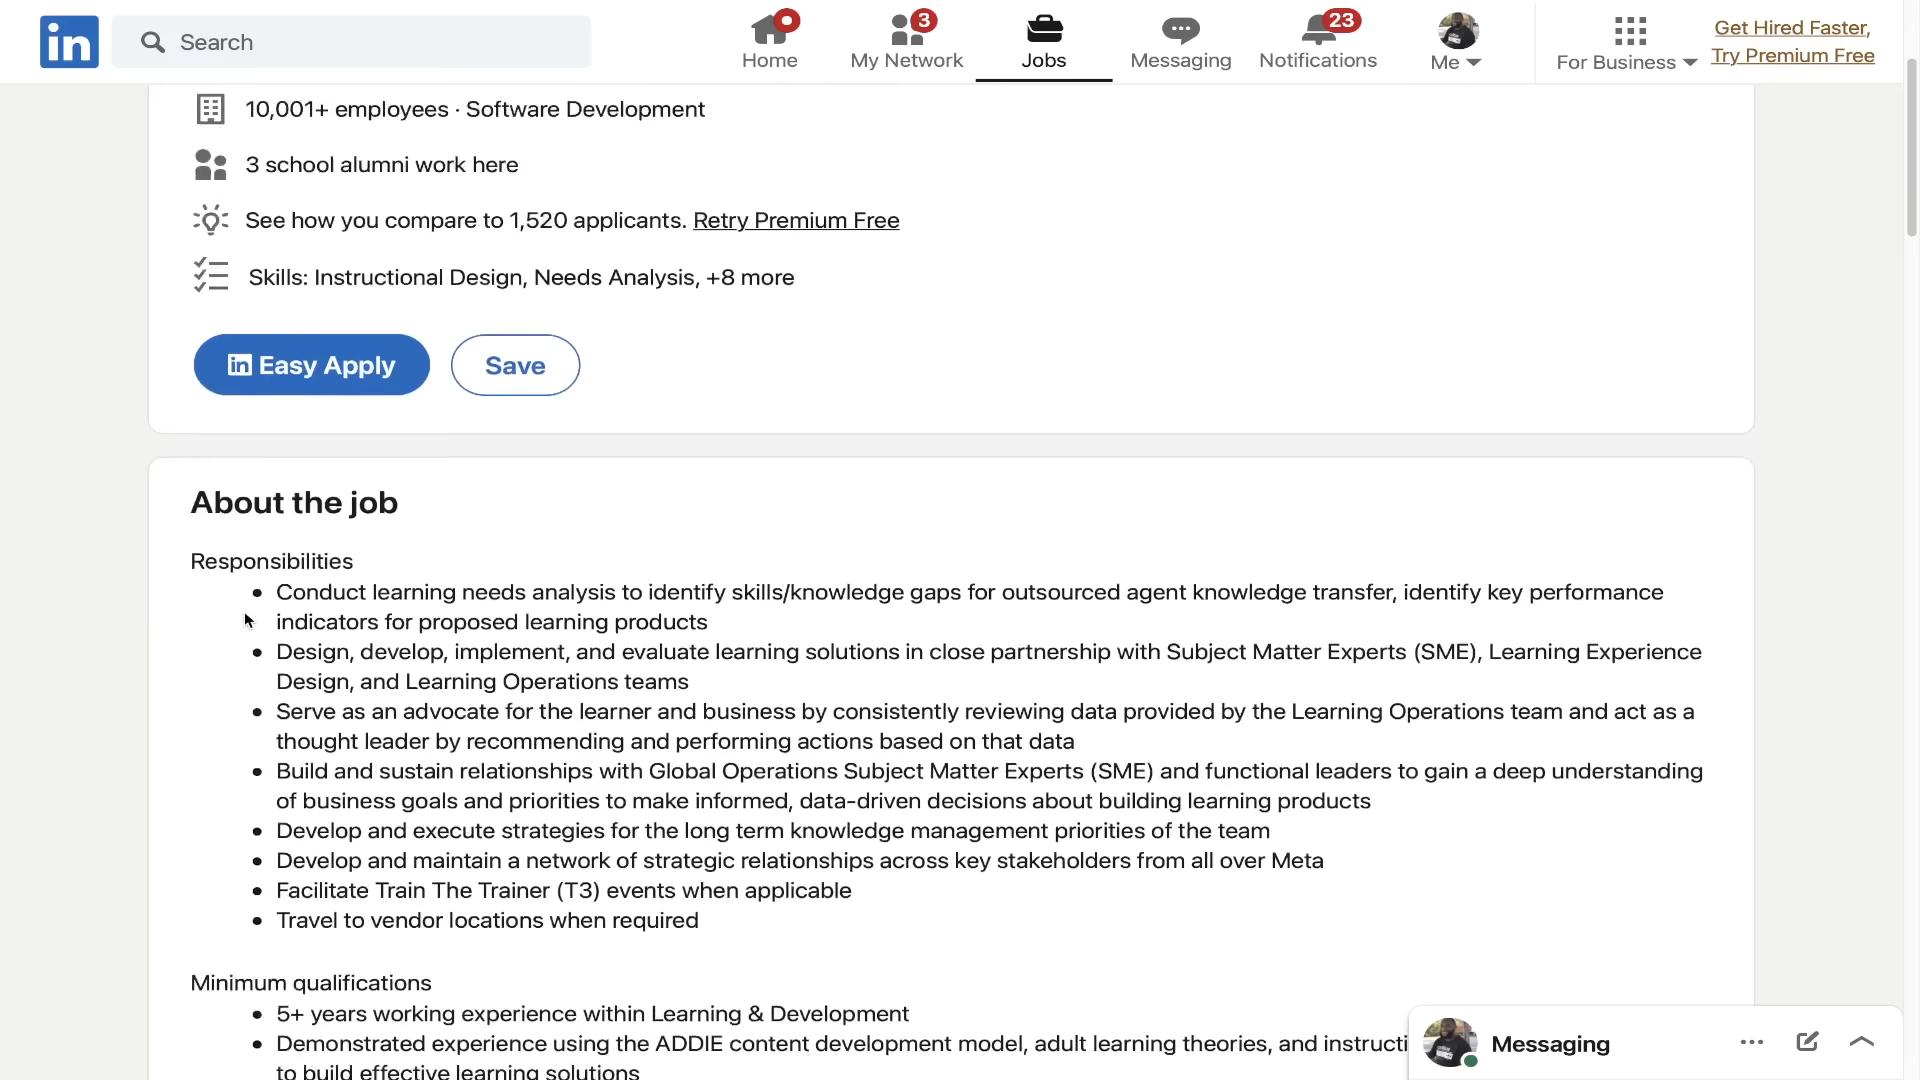 in
Search
3
23
Home
My Network
Jobs
Messaging
Notifications
Me
For Business
Get Hired Faster,
Try Premium Free
10,001+ employees · Software Development
3 school alumni work here
See how you compare to 1,520 applicants. Retry Premium Free
Skills: Instructional Design, Needs Analysis, +8 more
in Easy Apply
Save
About the job
Responsibilities
• Conduct learning needs analysis to identify skills/knowledge gaps for outsourced agent knowledge transfer, identify key performance
indicators for proposed learning products
• Design, develop, implement, and evaluate learning solutions in close partnership with Subject Matter Experts (SME), Learning Experience
Design, and Learning Operations teams
• Serve as an advocate for the learner and business by consistently reviewing data provided by the Learning Operations team and act as a
thought leader by recommending and performing actions based on that data
• Build and sustain relationships with Global Operations Subject Matter Experts (SME) and functional leaders to gain a deep understanding
of business goals and priorities to make informed, data-driven decisions about building learning products
• Develop and execute strategies for the long term knowledge management priorities of the team
• Develop and maintain a network of strategic relationships across key stakeholders from all over Meta
• Facilitate Train The Trainer (T3) events when applicable
• Travel to vendor locations when required
Minimum qualifications
• 5+ years working experience within Learning & Development
• Demonstrated experience using the ADDIE content development model, adult learning theories, and instructi
to build effective learning solutions
Messaging